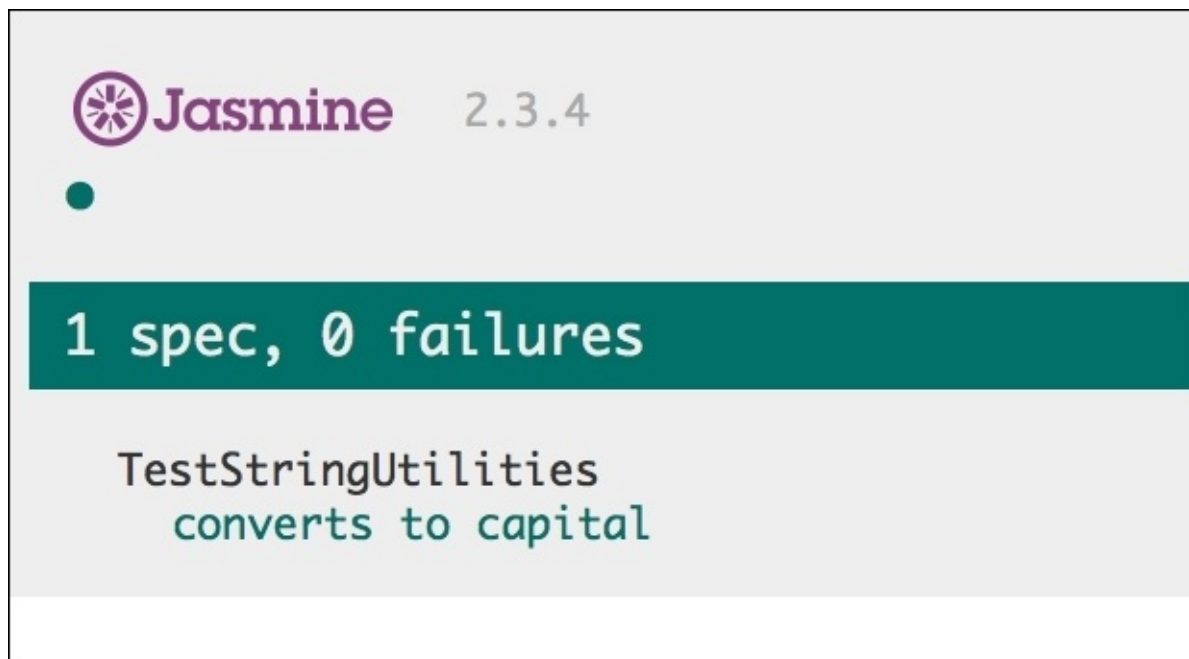 Jasmine 2.3.4
1 spec, 0 failures
TestStringUtilities
converts to capital